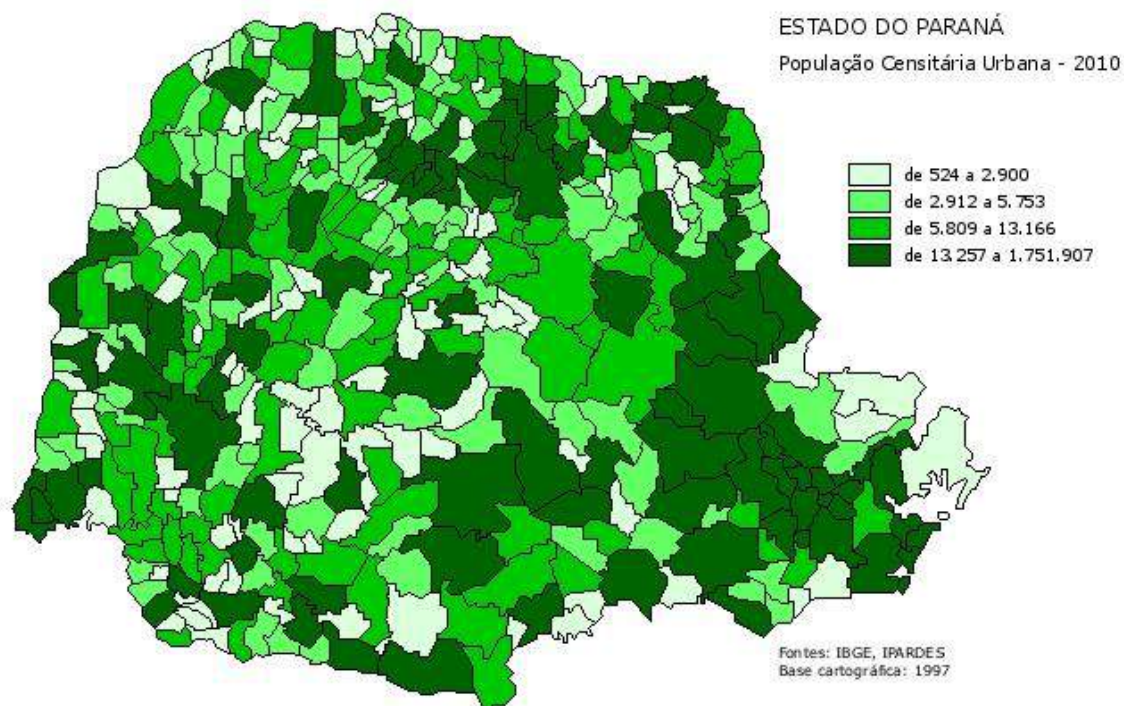 ESTADO DO PARANÁ
População Censitária Urbana - 2010
de 524 a 2.900
de 2.912 a 5.753
de 5.809 a 13.166
de 13.257 a 1.751.907
Fontes: IBGE, IPARDES
Base cartográfica: 1997